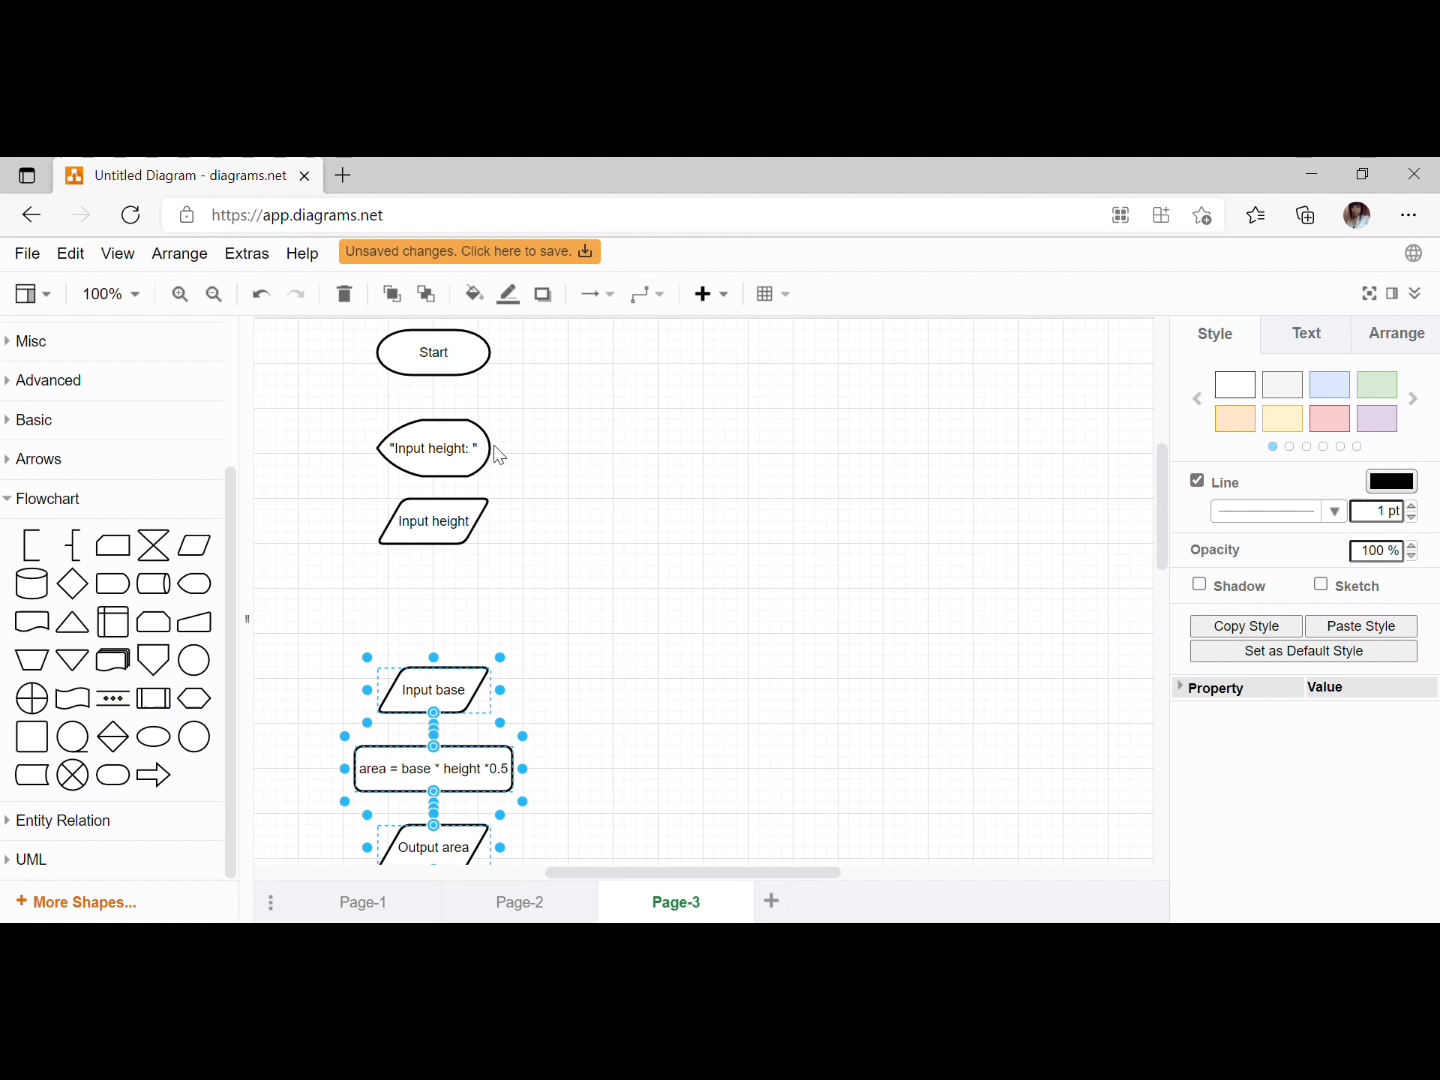 Untitled Diagram - diagrams.net
https://app.diagrams.net
File Edit View Arrange Extras Help Unsaved changes. Click here to save.
100%
Misc
Advanced
Basic
Arrows
Flowchart
Entity Relation
UML
+ More Shapes...
Start
"Input height: "
Input height
Input base
area = base * height *0.5
Output area
Page-1 Page-2 Page-3
Style Text Arrange
Line
1 pt
Opacity 100 %
Shadow Sketch
Copy Style Paste Style
Set as Default Style
Property Value